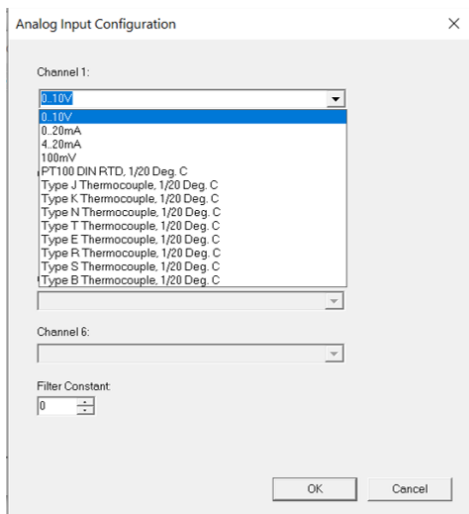 Analog Input Configuration
Channel 1:
0..10V
0..10V
0..20mA
4..20mA
100mV
PT100 DIN RTD, 1/20 Deg. C
Type J Thermocouple, 1/20 Deg. C
Type K Thermocouple, 1/20 Deg. C
Type N Thermocouple, 1/20 Deg. C
Type T Thermocouple, 1/20 Deg. C
Type E Thermocouple, 1/20 Deg. C
Type R Thermocouple, 1/20 Deg. C
Type S Thermocouple, 1/20 Deg. C
Type B Thermocouple, 1/20 Deg. C
Channel 6:
Filter Constant:
0
OK Cancel